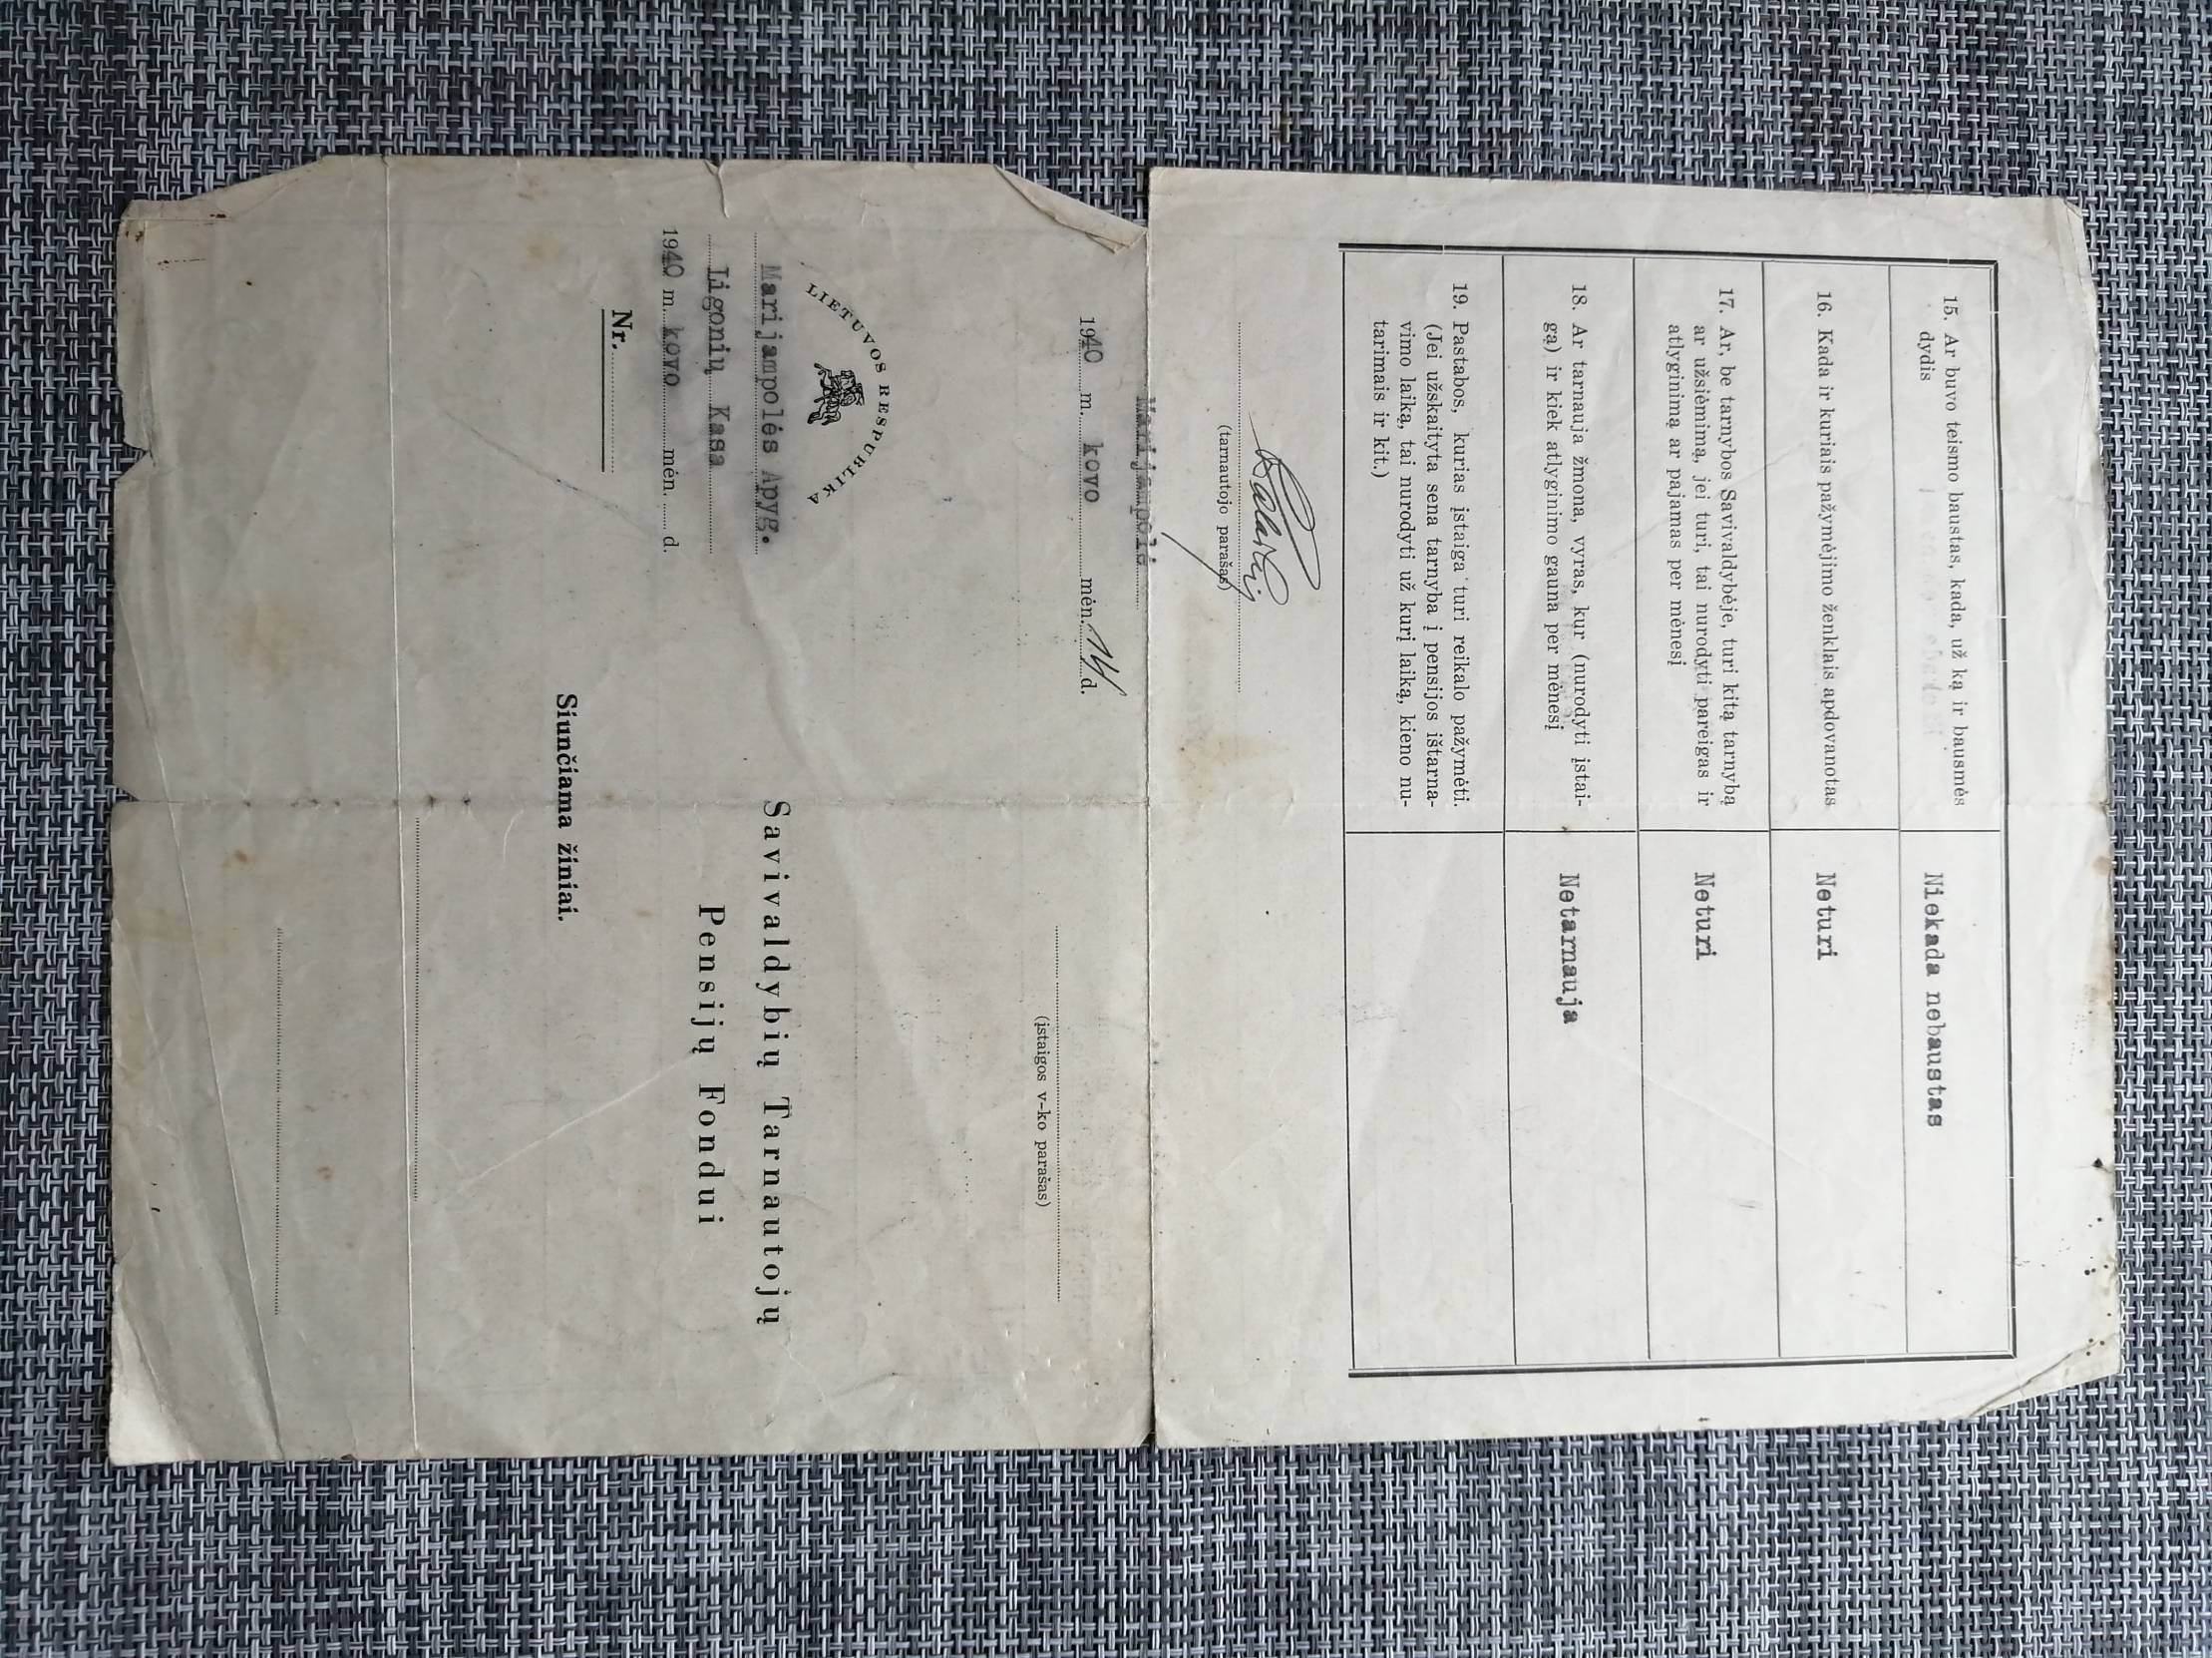 15. Ar buvo teismo baustas, kada, už ką ir bausmės
dydis
Niekada nebaustas
16. Kada ir kuriais pažymėjimo ženklais apdovanotas
Neturi
17. Ar, be tarnybos Savivaldybėje, turi kitą tarnybą
ar užsiėmimą, jei turi, tai nurodyti pareigas ir
atlyginimą ar pajamas per mėnesį
Neturi
18. Ar tarnauja žmona, vyras, kur (nurodyti įstai-
gą) ir kiek atlyginimo gauna per mėnesį
Netarnauja
19. Pastabos, kurias įstaiga turi reikalo pažymėti.
(Jei užskaityta sena tarnyba į pensijos ištarna-
vimo laiką, tai nurodyti už kurį laiką, kieno nu-
tarimais ir kit.)
(tarnautojo parašas)
Marijampolė
1940 m. kovo mėn. 14 d.
(įstaigos v-ko parašas)
LIETUVOS RESPUBLIKA
Marijampolės Apyg.
Ligonių Kasa
1940 m. kovo mėn. d.
Nr.
Savivaldybių Tarnautojų
Pensijų Fondui
Siunčiama žiniai.